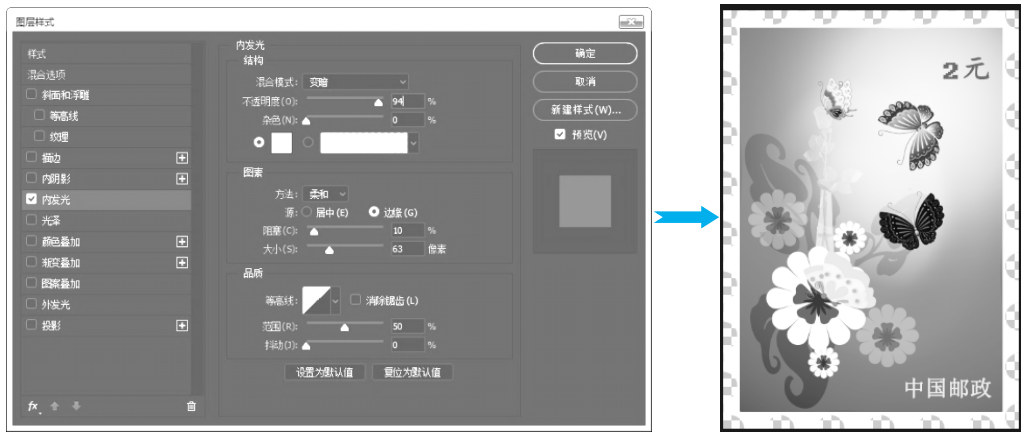 图层样式
样式
混合选项
斜面和浮雕
等高线
纹理
描边
内阴影
内发光
光泽
颜色叠加
渐变叠加
图案叠加
外发光
投影
fx
内发光
结构
混合模式: 变暗
不透明度(O): 94 %
杂色(N): 0 %
图素
方法: 柔和
源: 居中(E) 边缘(G)
阻塞(C): 10 %
大小(S): 63 像素
品质
等高线: 消除锯齿(L)
范围(R): 50 %
抖动(J): 0 %
设置为默认值 复位为默认值
确定
取消
新建样式(W)...
预览(V)
2元
中国邮政